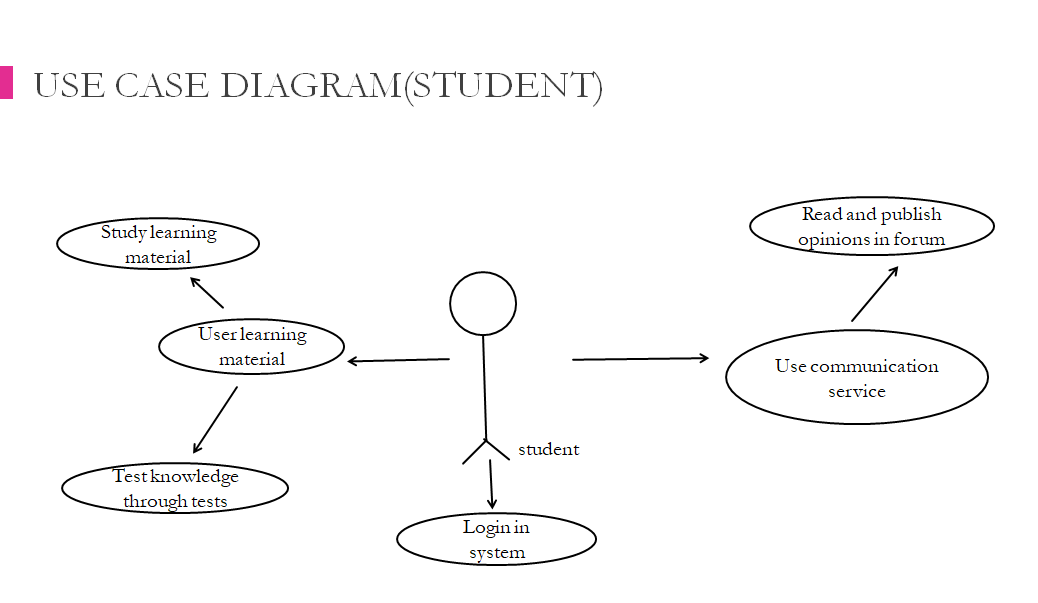 USE CASE DIAGRAM(STUDENT)
Study learning
material
Read and publish
opinions in forum
User learning
material
Use communication
service
student
Test knowledge
through tests
Login in
system